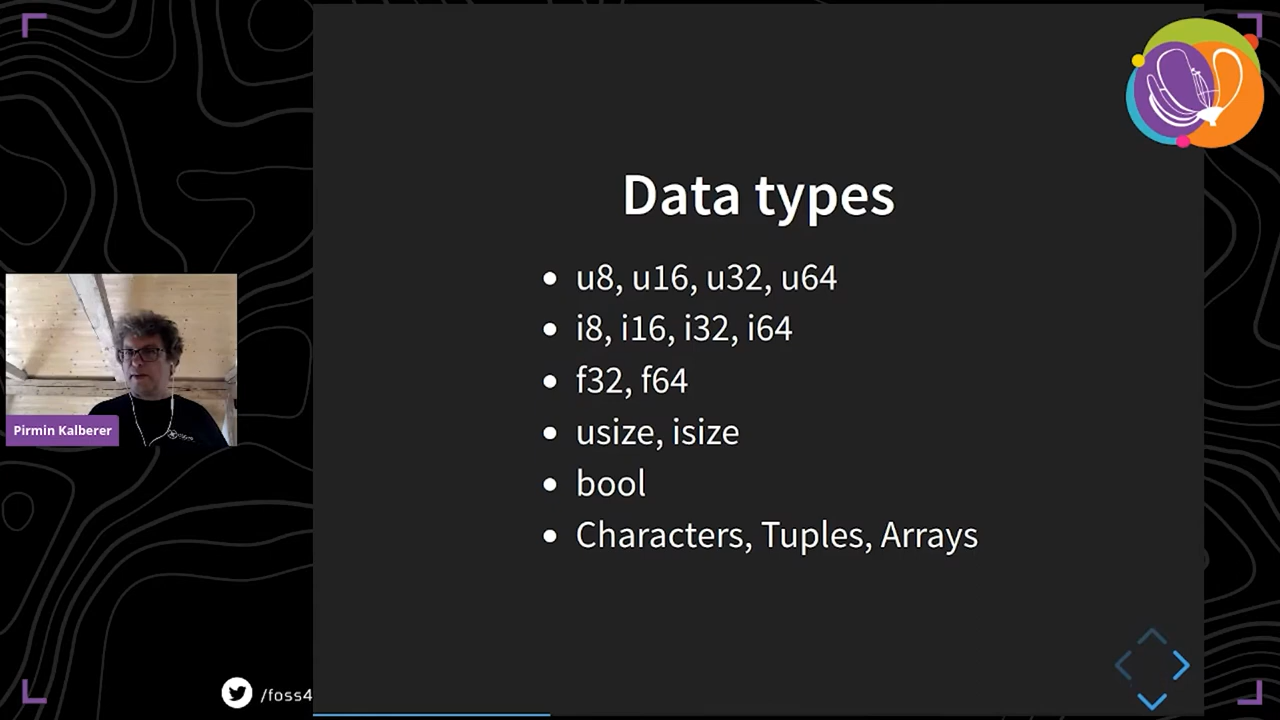 Data types
u8, u16, u32, u64
i8, i16, i32, i64
f32, f64
usize, isize
bool
Characters, Tuples, Arrays
Pirmin Kalberer
/foss4